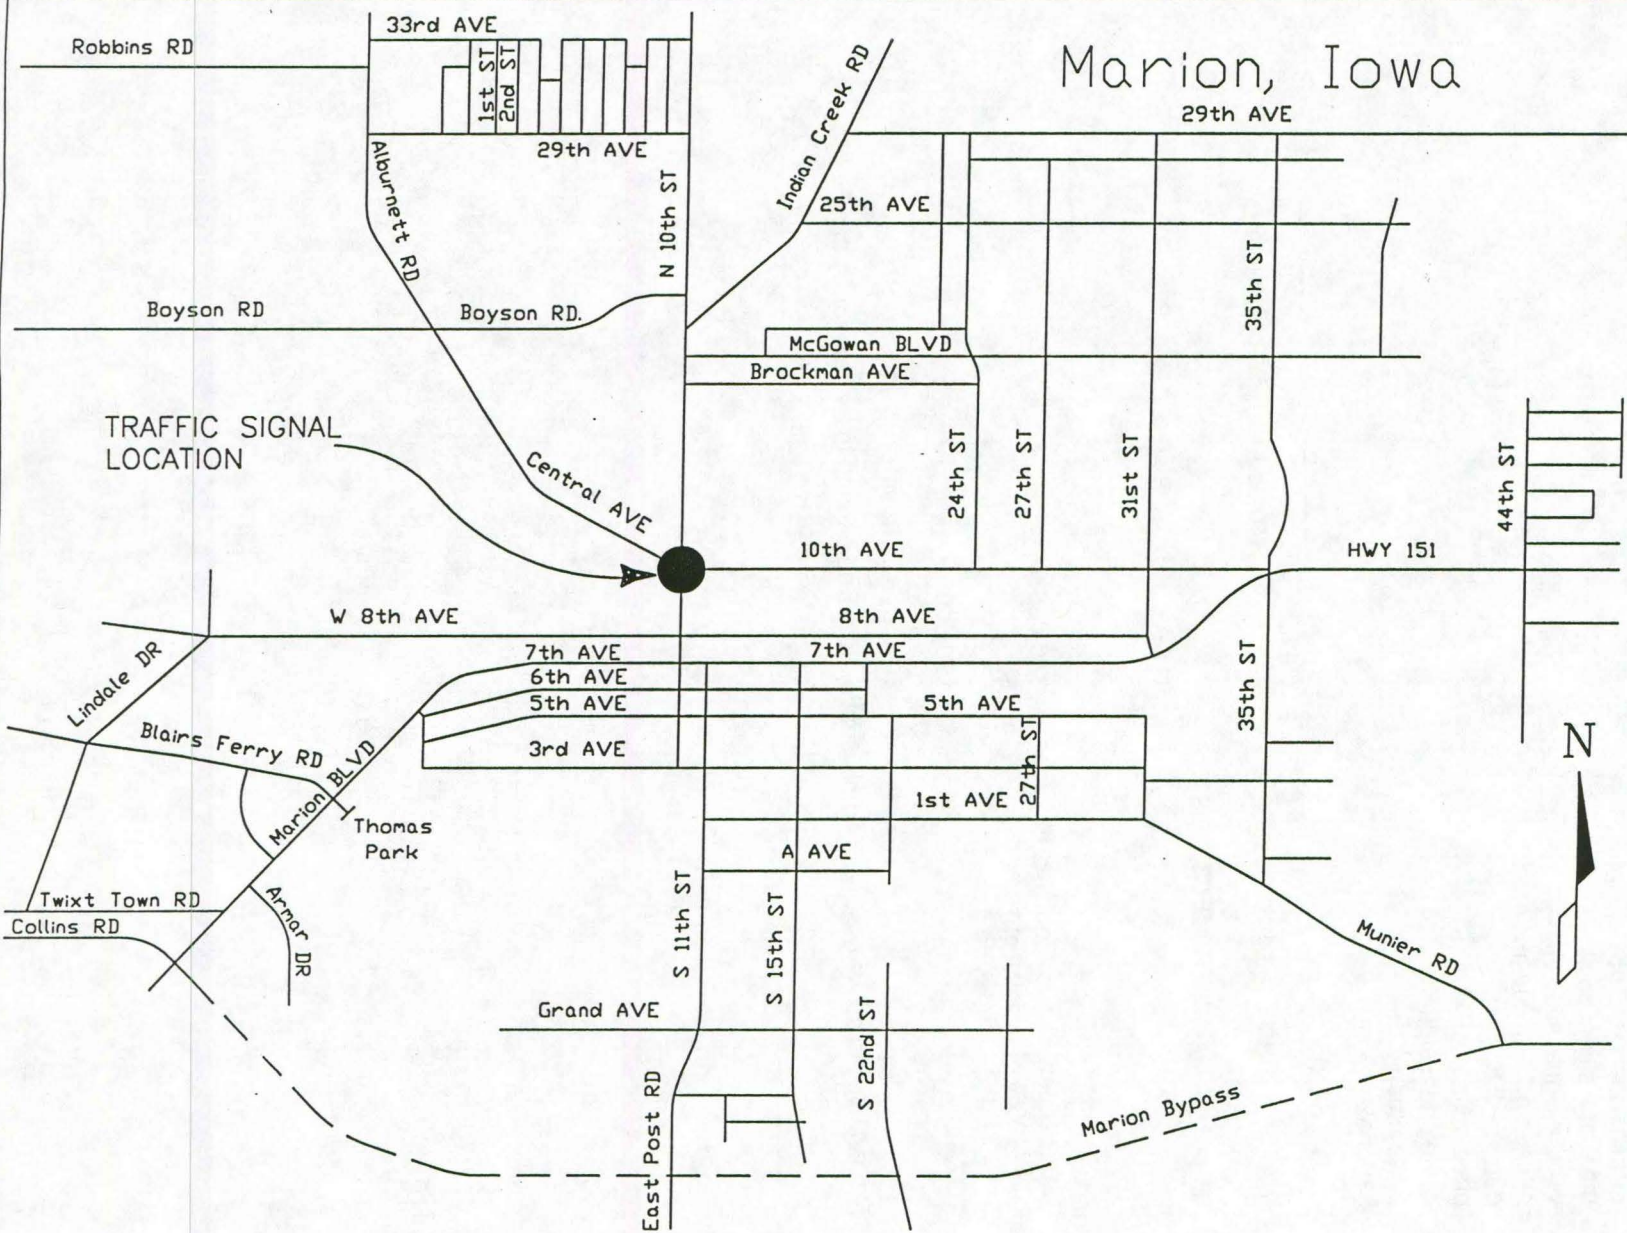 33rd AVE
Robbins RD
1st ST
2nd ST
Marion, Iowa
29th AVE
29th AVE
Alburnett RD
N 10th ST
Indian Creek RD
25th AVE
35th ST
Boyson RD
Boyson RD.
McGowan BLVD
Brockman AVE
TRAFFIC SIGNAL
LOCATION
Central AVE
24th ST
27th ST
31st ST
44th ST
10th AVE
HWY 151
W 8th AVE
8th AVE
7th AVE
7th AVE
6th AVE
5th AVE
5th AVE
3rd AVE
35th ST
Lindale DR
Blairs Ferry RD
Marion BLVD
27th ST
1st AVE
N
Thomas
Park
A AVE
Twixt Town RD
Collins RD
Armar DR
S 11th ST
S 15th ST
Munier RD
Grand AVE
S 22nd ST
East Post RD
Marion Bypass